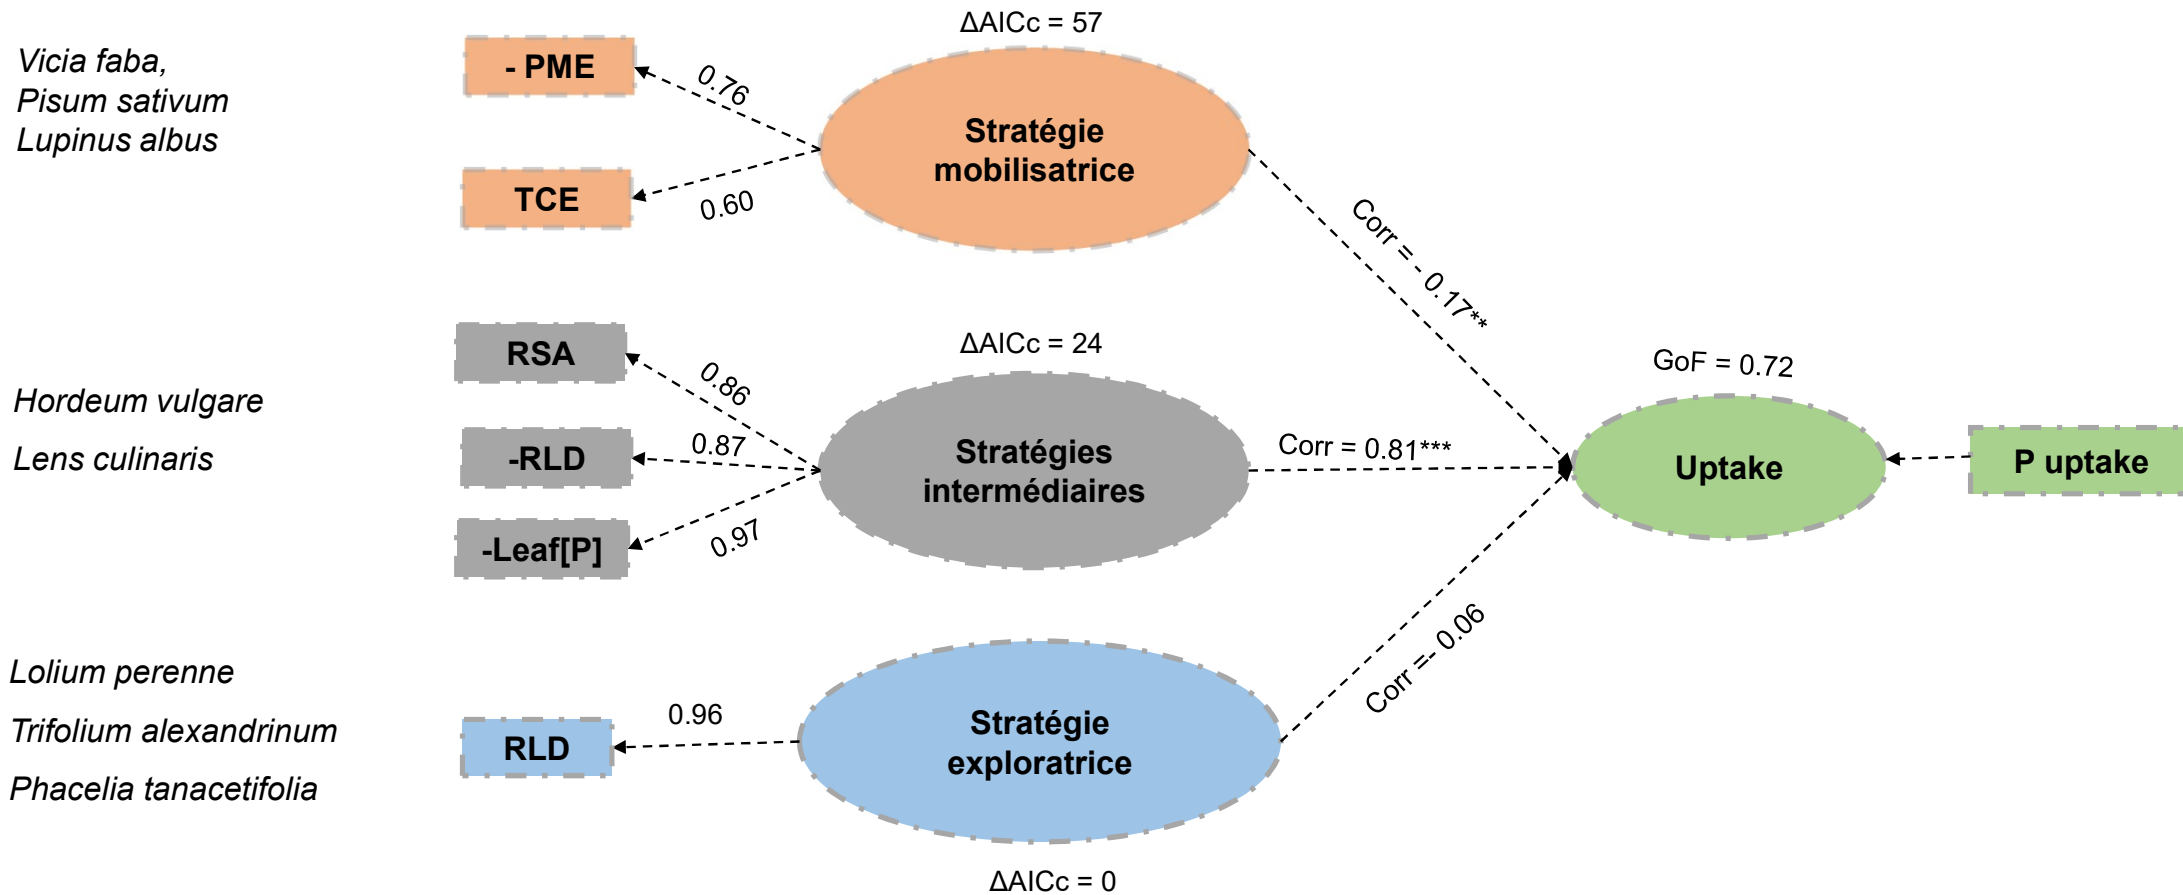 ΔAICc = 57
Vicia faba,
Pisum sativum
Lupinus albus
- PME
0.76
TCE
0.60
Stratégie
mobilisatrice
Corr = - 0.17**
Hordeum vulgare
Lens culinaris
RSA
0.86
-RLD
0.87
-Leaf[P]
0.97
ΔAICc = 24
Stratégies
intermédiaires
Corr = 0.81***
GoF = 0.72
Uptake
P uptake
Lolium perenne
Trifolium alexandrinum
Phacelia tanacetifolia
RLD
0.96
Stratégie
exploratrice
Corr =- 0.06
ΔAICc = 0